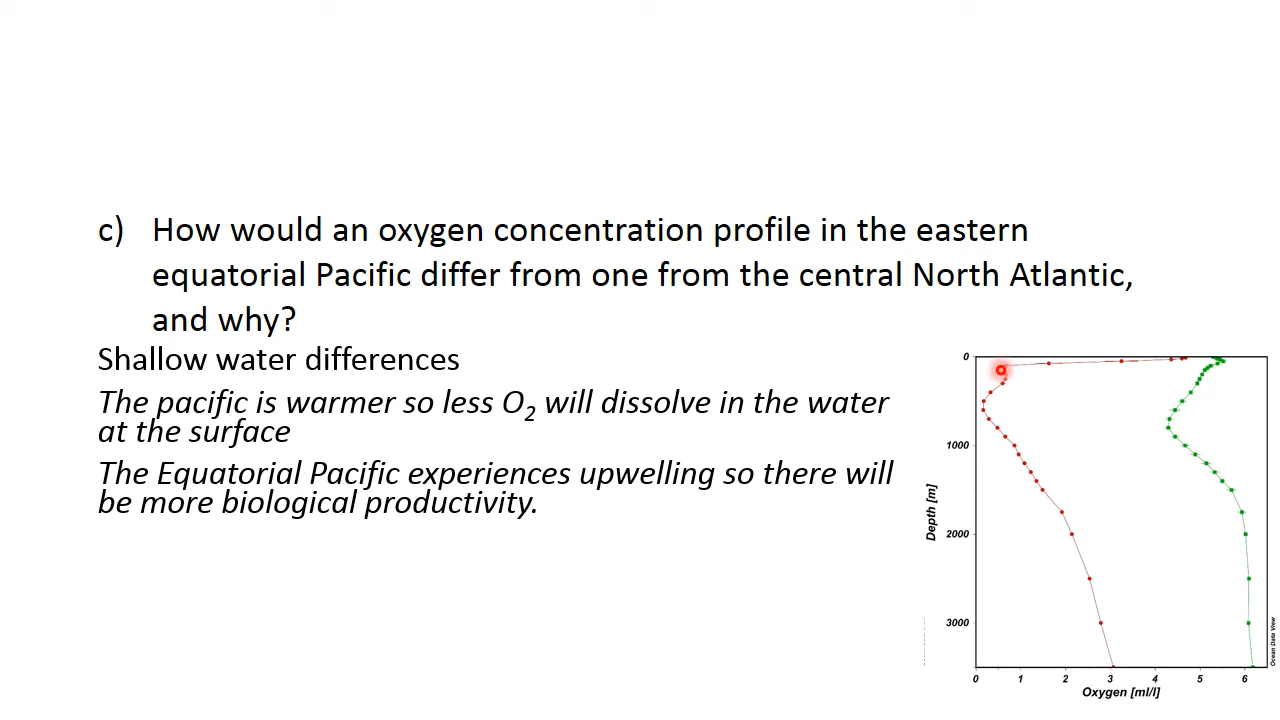 c) How would an oxygen concentration profile in the eastern
equatorial Pacific differ from one from the central North Atlantic,
and why?
Shallow water differences
The pacific is warmer so less O2 will dissolve in the water
at the surface
The Equatorial Pacific experiences upwelling so there will
be more biological productivity.
0
1000
2000
3000
Depth [m]
0 1 2 3 4 5 6
Oxygen [ml/l]
Ocean Data View